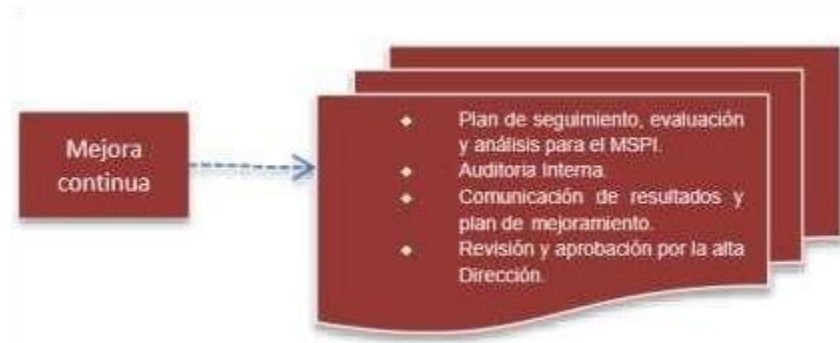 Mejora
continua
◆ Plan de seguimiento, evaluación
y análisis para el MSPI.
◆ Auditoria Interna.
◆ Comunicación de resultados y
plan de mejoramiento.
◆ Revisión y aprobación por la alta
Dirección.